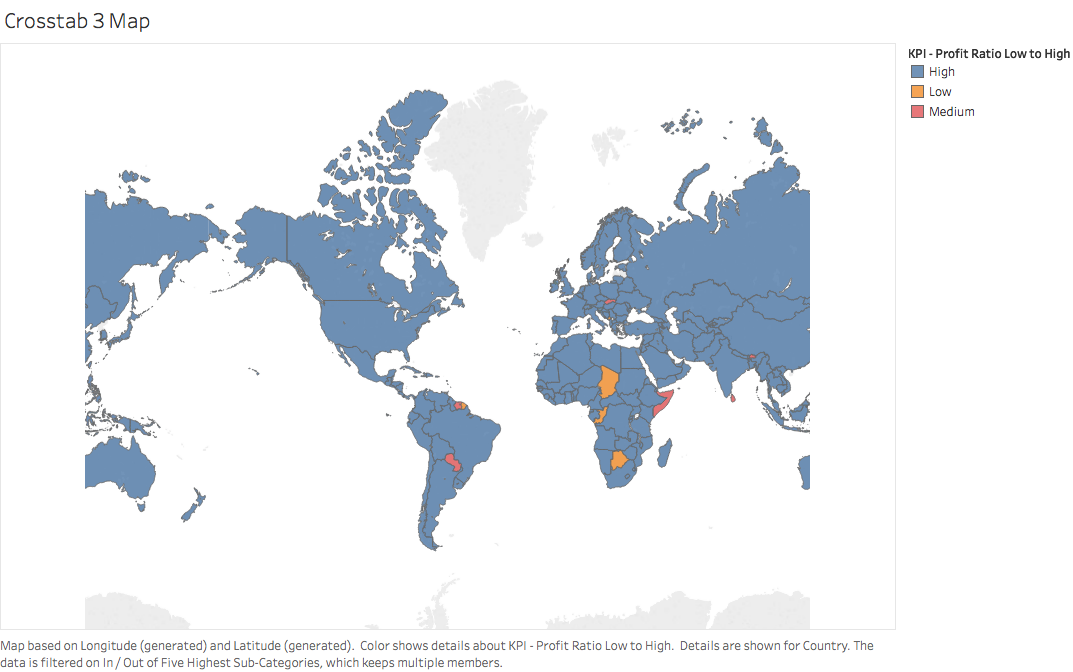 Crosstab 3 Map
KPI - Profit Ratio Low to High
High
Low
Medium
Map based on Longitude (generated) and Latitude (generated).  Color shows details about KPI - Profit Ratio Low to High.  Details are shown for Country. The
data is filtered on In / Out of Five Highest Sub-Categories, which keeps multiple members.